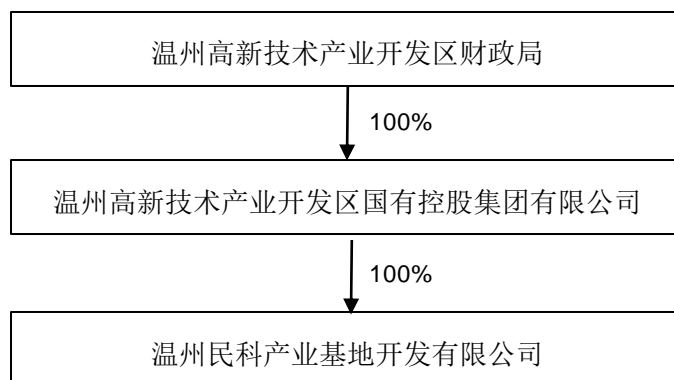 温州高新技术产业开发区财政局
100%
温州高新技术产业开发区国有控股集团有限公司
100%
温州民科产业基地开发有限公司